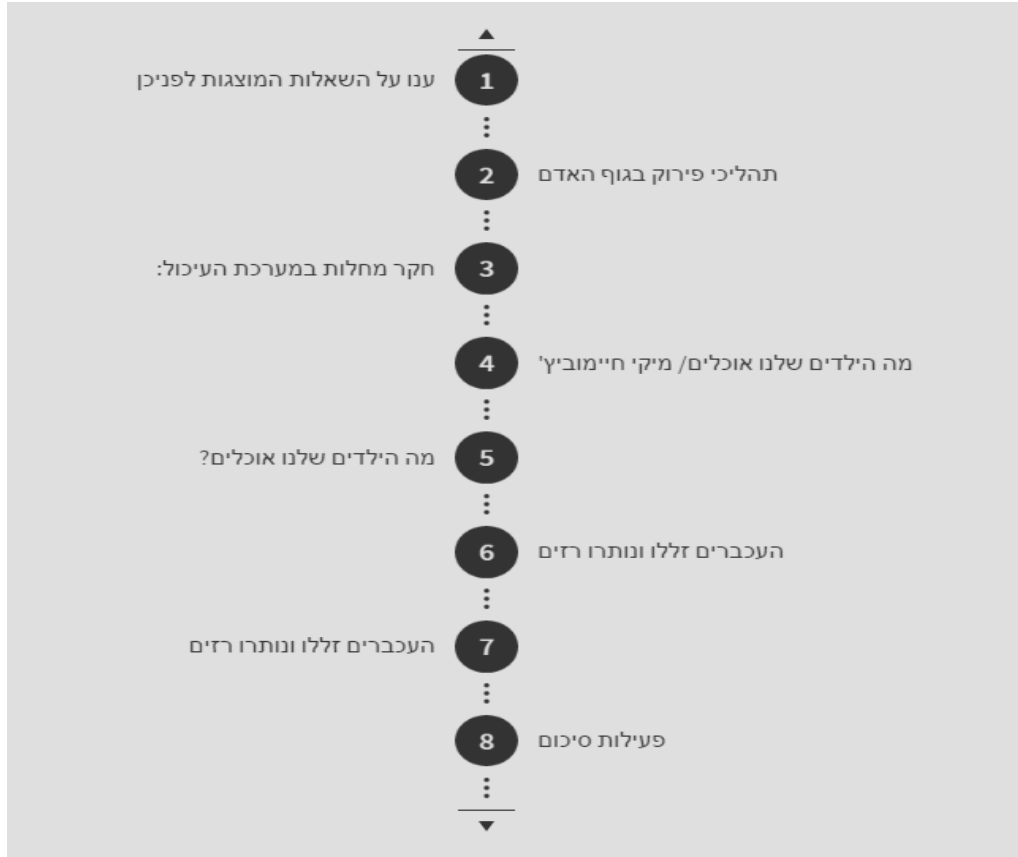 1 ענו על השאלות המוצגות לפניכן
2 תהליכי פירוק בגוף האדם
3 חקר מחלות במערכת העיכול:
4 מה הילדים שלנו אוכלים/ מיקי חיימוביץ'
5 מה הילדים שלנו אוכלים?
6 העכברים זללו ונותרו רזים
7 העכברים זללו ונותרו רזים
8 פעילות סיכום